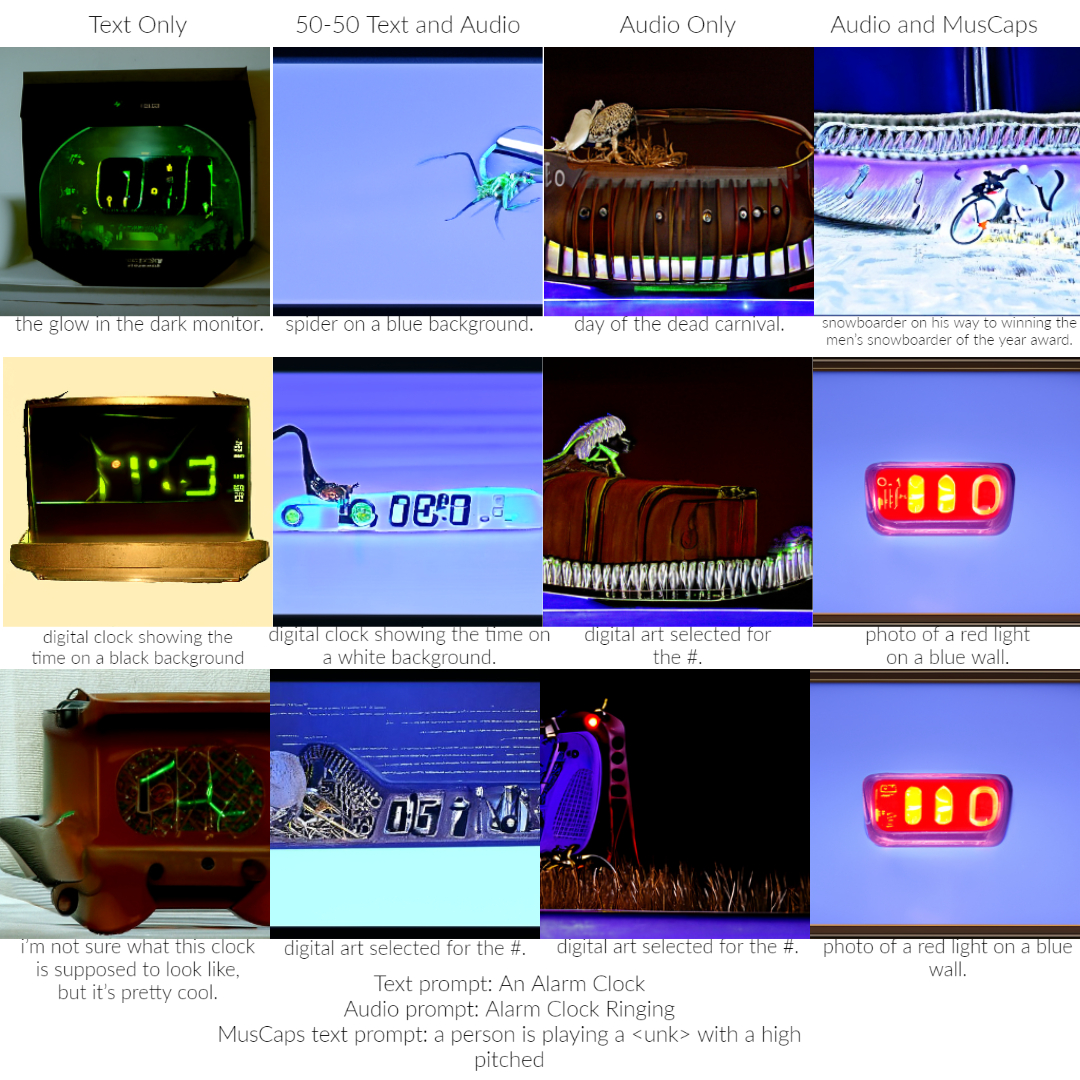 Text Only 50-50 Text and Audio Audio Only Audio and MusCaps
the glow in the dark monitor.
spider on a blue background.
day of the dead carnival.
snowboarder on his way to winning the
men's snowboarder of the year award.
digital clock showing the
time on a black background
digital clock showing the time on
a white background.
digital art selected for
the #.
photo of a red light
on a blue wall.
i'm not sure what this clock
is supposed to look like,
but it's pretty cool.
digital art selected for the #.
digital art selected for the #.
photo of a red light on a blue
wall.
Text prompt: An Alarm Clock
Audio prompt: Alarm Clock Ringing
MusCaps text prompt: a person is playing a <unk> with a high
pitched